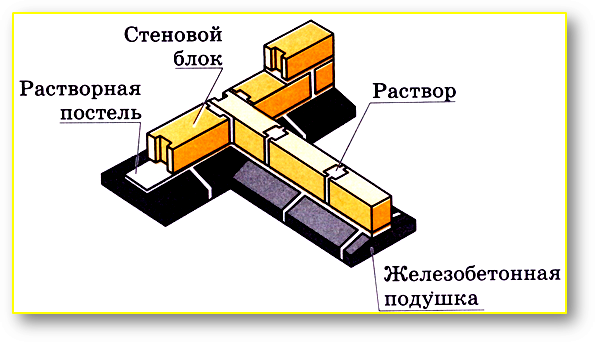 Стеновой
блок
Растворная
постель
Раствор
Железобетонная
подушка